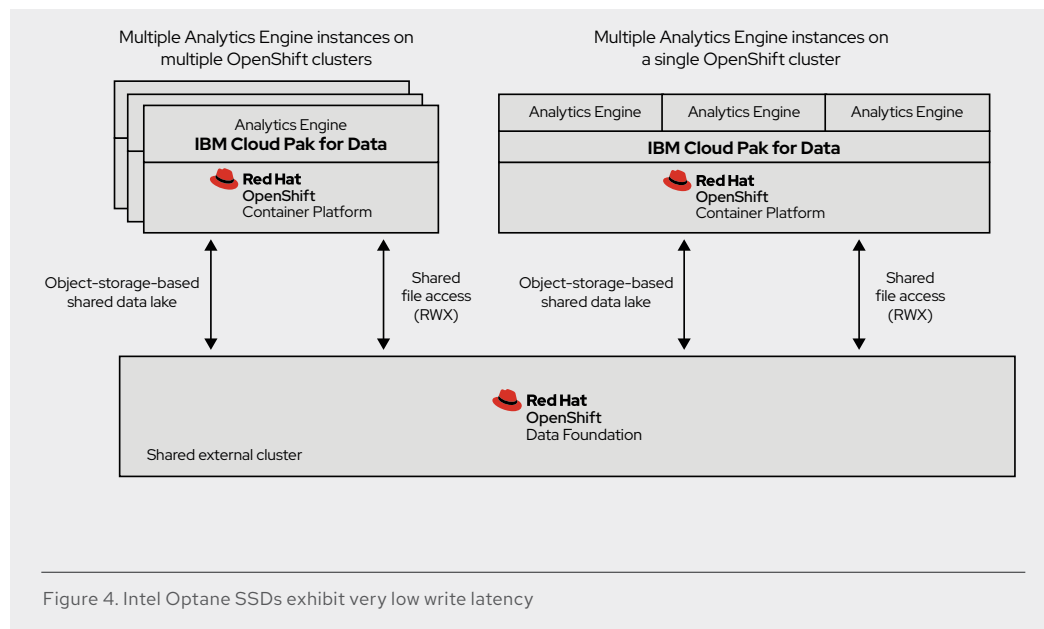 Multiple Analytics Engine instances on
multiple OpenShift clusters
Analytics Engine
IBM Cloud Pak for Data
Red Hat
OpenShift
Container Platform
Object-storage-based
shared data lake
Shared
file access
(RWX)
Multiple Analytics Engine instances on
a single OpenShift cluster
Analytics Engine
Analytics Engine
Analytics Engine
IBM Cloud Pak for Data
Red Hat
OpenShift
Container Platform
Object-storage-based
shared data lake
Shared
file access
(RWX)
Red Hat
OpenShift
Data Foundation
Shared external cluster
Figure 4. Intel Optane SSDs exhibit very low write latency